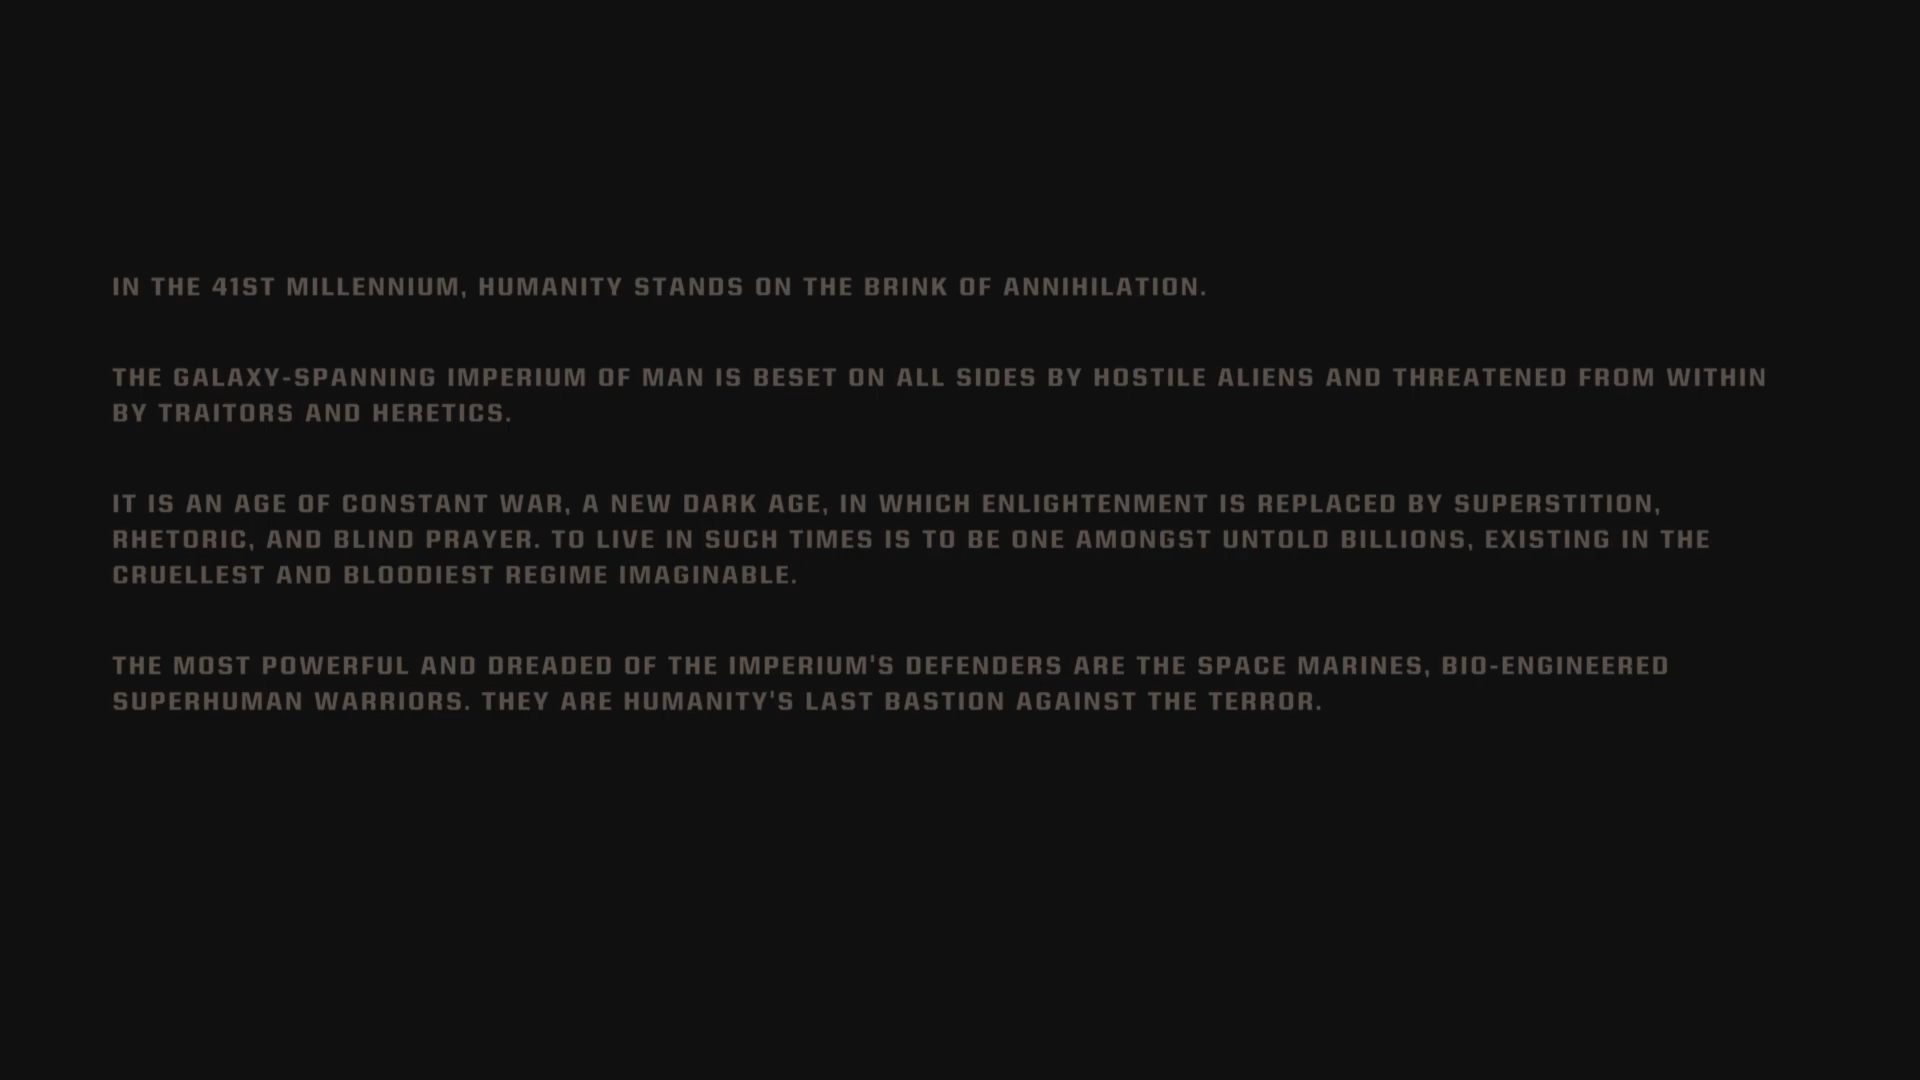 IN THE 41ST MILLENNIUM, HUMANITY STANDS ON THE BRINK OF ANNIHILATION.
THE GALAXY-SPANNING IMPERIUM OF MAN IS BESET ON ALL SIDES BY HOSTILE ALIENS AND THREATENED FROM WITHIN
BY TRAITORS AND HERETICS.
IT IS AN AGE OF CONSTANT WAR, A NEW DARK AGE, IN WHICH ENLIGHTENMENT IS REPLACED BY SUPERSTITION,
RHETORIC, AND BLIND PRAYER. TO LIVE IN SUCH TIMES IS TO BE ONE AMONGST UNTOLD BILLIONS, EXISTING IN THE
CRUELLEST AND BLOODIEST REGIME IMAGINABLE.
THE MOST POWERFUL AND DREADED OF THE IMPERIUM'S DEFENDERS ARE THE SPACE MARINES, BIO-ENGINEERED
SUPERHUMAN WARRIORS. THEY ARE HUMANITY'S LAST BASTION AGAINST THE TERROR.